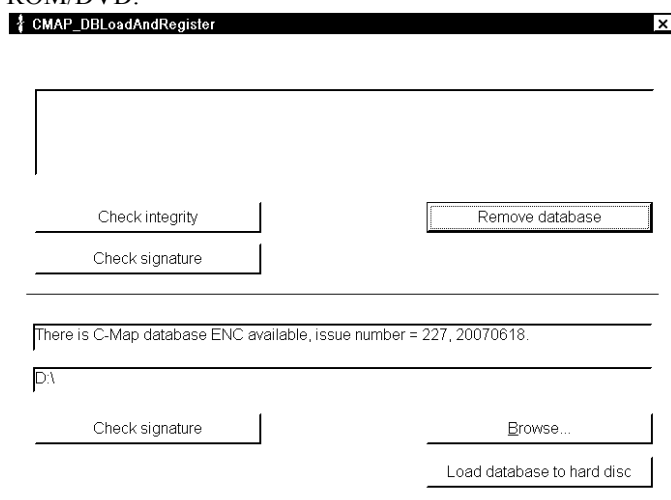 ROM/DVD.
CMAP_DBLoadAndRegister
Check integrity
Remove database
Check signature
There is C-Map database ENC available, issue number = 227, 20070618.
D:\
Check signature
Browse...
Load database to hard disc